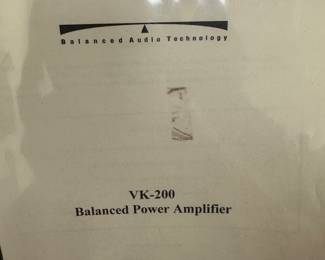 Balanced Audio Technology
VK-200
Balanced Power Amplifier